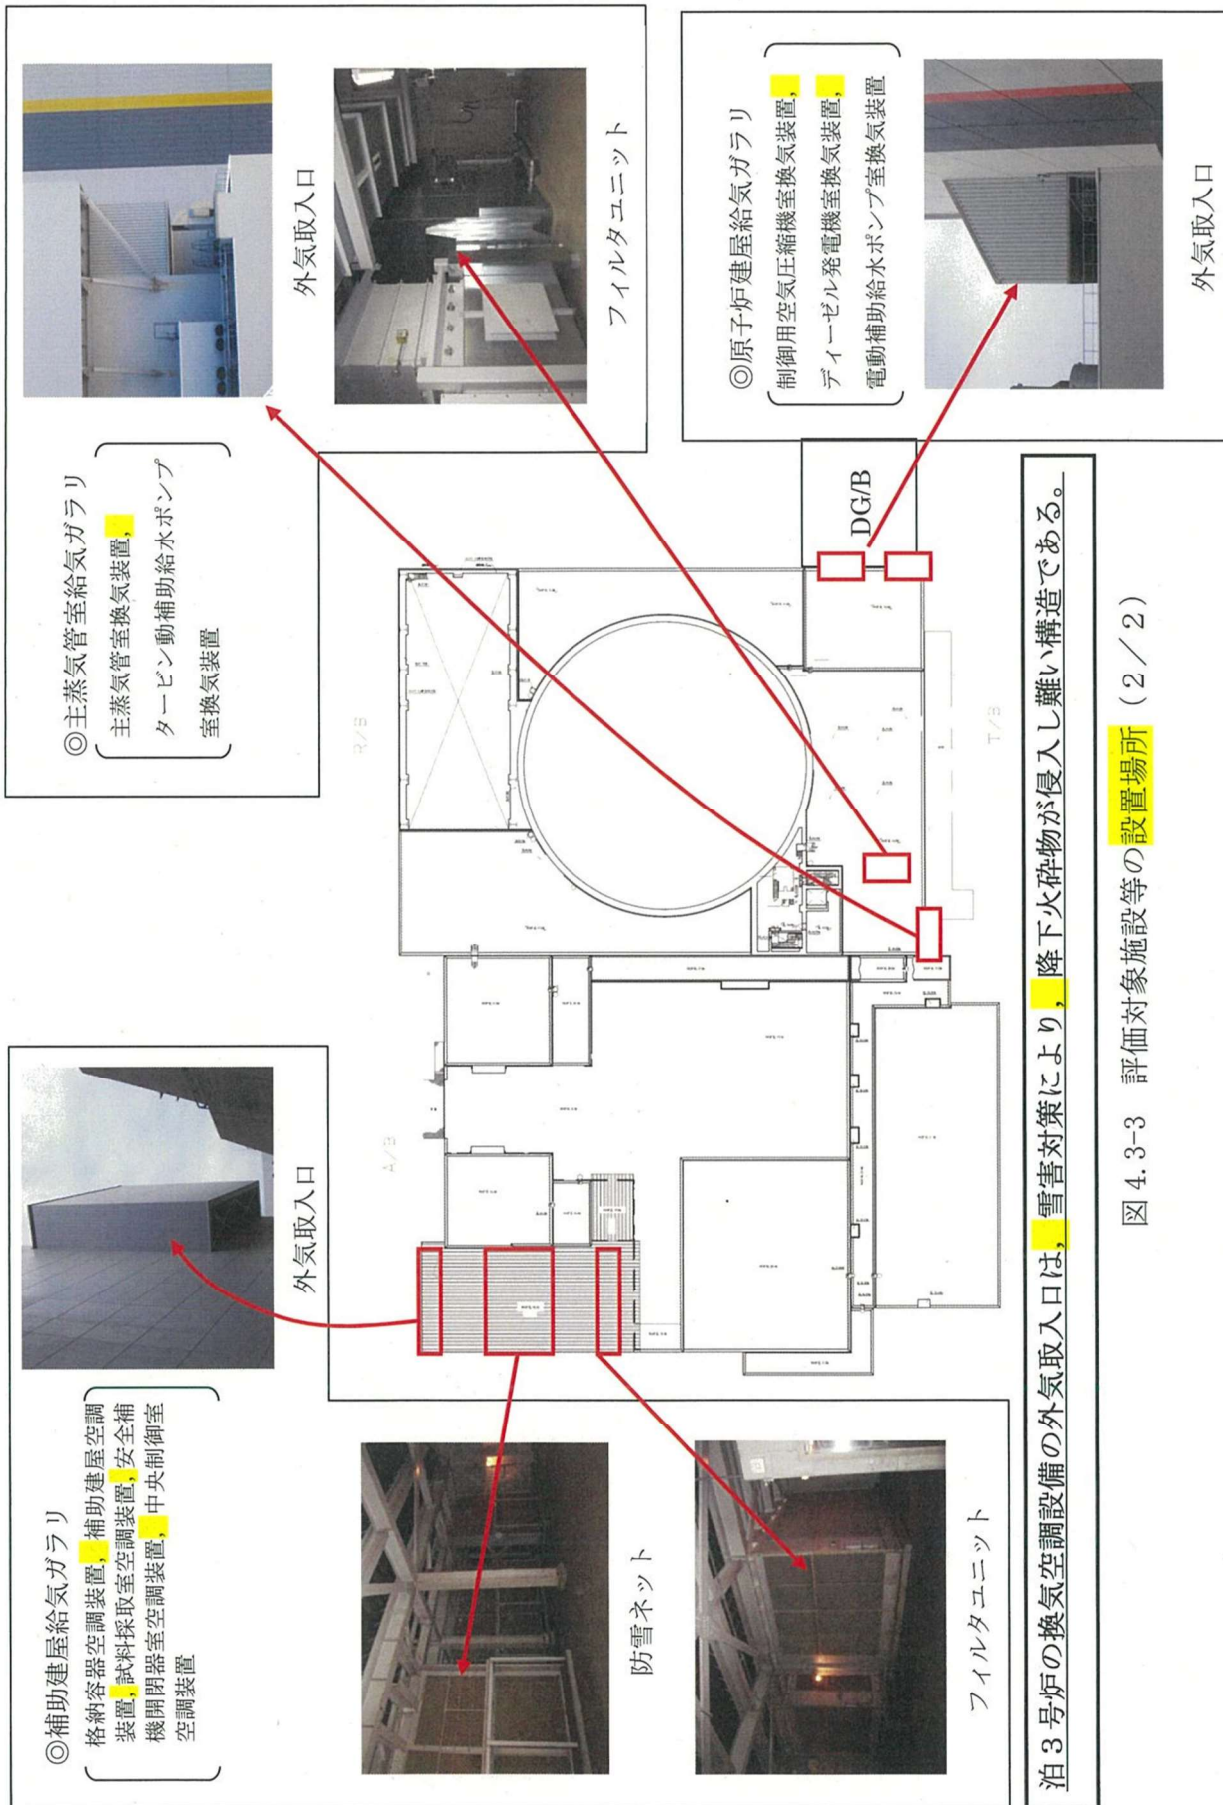 ◎補助建屋給気ガラリ
格納容器空調装置,補助建屋空調
装置,試料採取室空調装置,安全補
機開閉器室空調装置,中央制御室
空調装置
外気取入口
防雪ネット
フィルタユニット
◎主蒸気管室給気ガラリ
主蒸気管室換気装置,
タービン動補助給水ポンプ
室換気装置
外気取入口
フィルタユニット
A/B
R/B
T/B
DG/B
◎原子炉建屋給気ガラリ
制御用空気圧縮機室換気装置,
ディーゼル発電機室換気装置,
電動補助給水ポンプ室換気装置
外気取入口
泊3号炉の換気空調設備の外気取入口は,雪害対策により,降下火砕物が侵入し難い構造である。
図 4.3-3 評価対象施設等の設置場所(2/2)